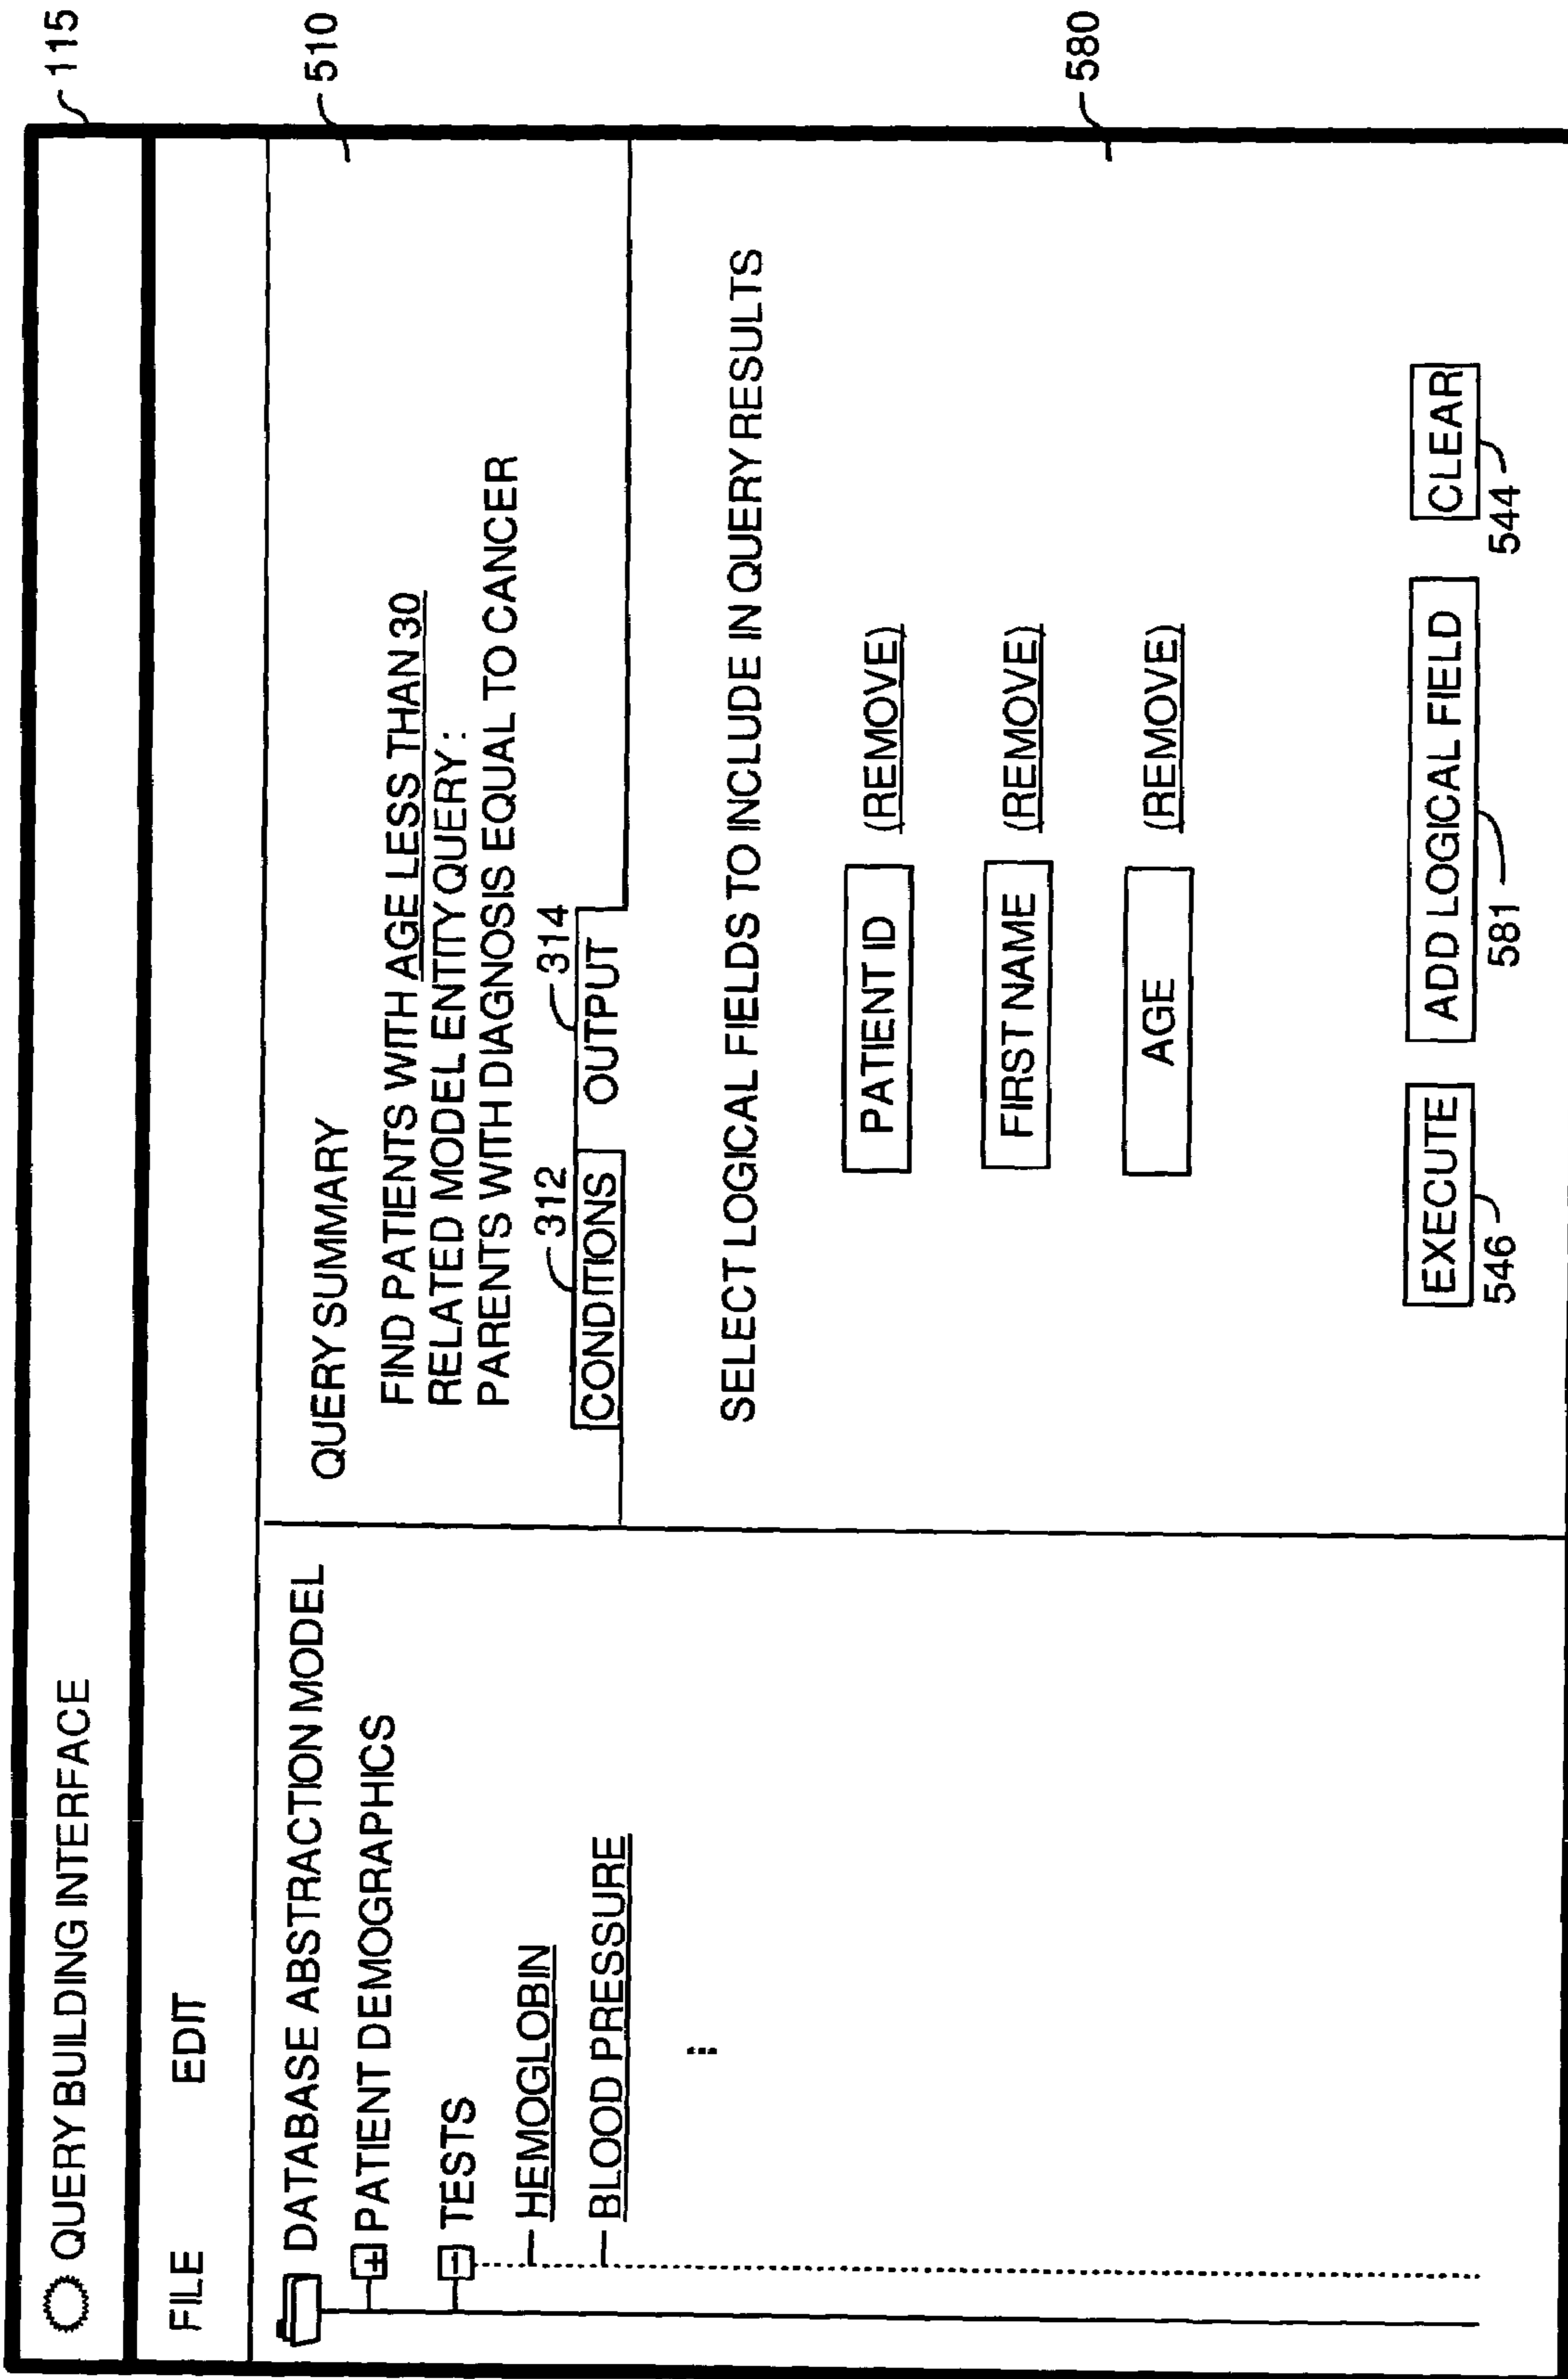 115
QUERY BUILDING INTERFACE
FILE EDIT
DATABASE ABSTRACTION MODEL
PATIENT DEMOGRAPHICS
TESTS
HEMOGLOBIN
BLOOD PRESSURE
...
510
QUERY SUMMARY
FIND PATIENTS WITH AGE LESS THAN 30
RELATED MODEL ENTITY QUERY:
PARENTS WITH DIAGNOSIS EQUAL TO CANCER
312 314
CONDITIONS OUTPUT
580
SELECT LOGICAL FIELDS TO INCLUDE IN QUERY RESULTS
PATIENT ID (REMOVE)
FIRST NAME (REMOVE)
AGE (REMOVE)
EXECUTE ADD LOGICAL FIELD CLEAR
546 581 544